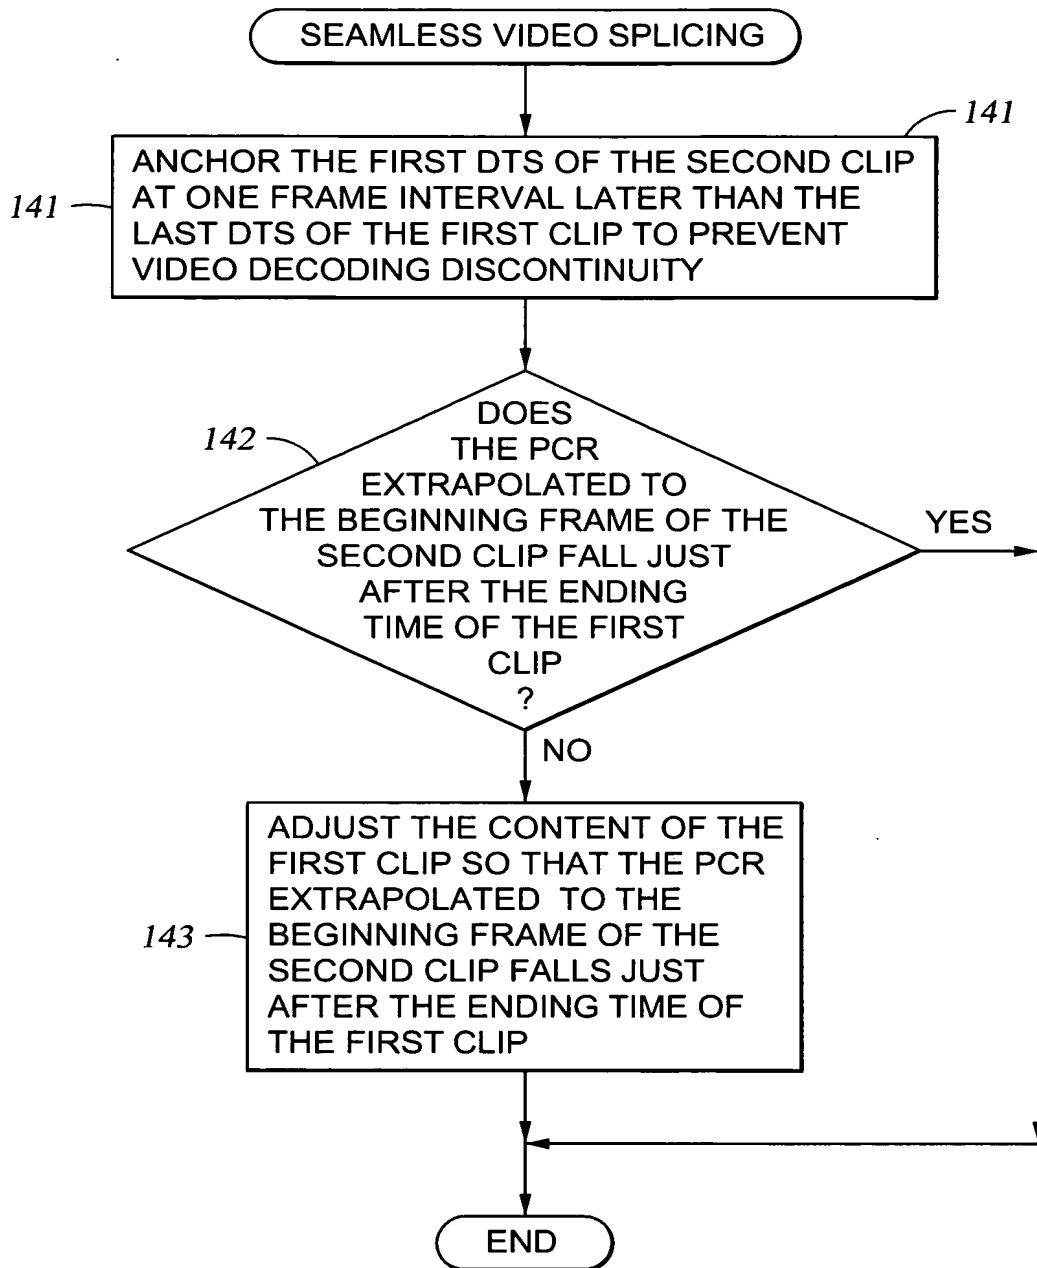 SEAMLESS VIDEO SPLICING
141
ANCHOR THE FIRST DTS OF THE SECOND CLIP
AT ONE FRAME INTERVAL LATER THAN THE
LAST DTS OF THE FIRST CLIP TO PREVENT
VIDEO DECODING DISCONTINUITY
141
DOES
THE PCR
EXTRAPOLATED TO
THE BEGINNING FRAME OF THE
SECOND CLIP FALL JUST
AFTER THE ENDING
TIME OF THE FIRST
CLIP
?
142
YES
NO
ADJUST THE CONTENT OF THE
FIRST CLIP SO THAT THE PCR
EXTRAPOLATED TO THE
BEGINNING FRAME OF THE
SECOND CLIP FALLS JUST
AFTER THE ENDING TIME OF
THE FIRST CLIP
143
END